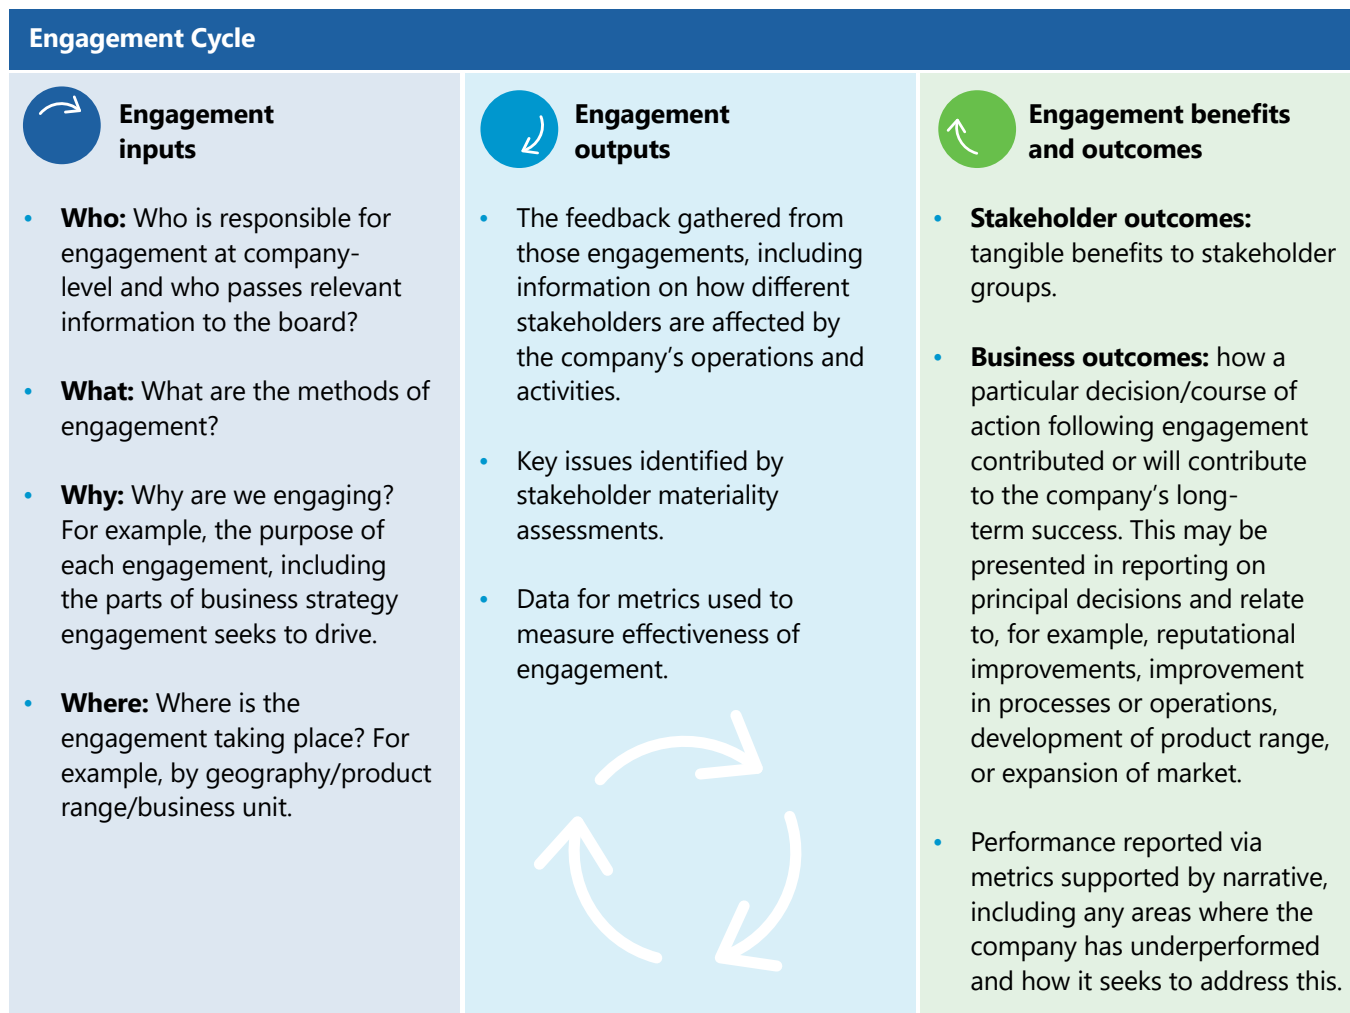 Engagement Cycle
Engagement
inputs
• Who: Who is responsible for
engagement at company-
level and who passes relevant
information to the board?
• What: What are the methods of
engagement?
• Why: Why are we engaging?
For example, the purpose of
each engagement, including
the parts of business strategy
engagement seeks to drive.
• Where: Where is the
engagement taking place? For
example, by geography/product
range/business unit.
Engagement
outputs
• The feedback gathered from
those engagements, including
information on how different
stakeholders are affected by
the company’s operations and
activities.
• Key issues identified by
stakeholder materiality
assessments.
• Data for metrics used to
measure effectiveness of
engagement.
Engagement benefits
and outcomes
• Stakeholder outcomes:
tangible benefits to stakeholder
groups.
• Business outcomes: how a
particular decision/course of
action following engagement
contributed or will contribute
to the company’s long-
term success. This may be
presented in reporting on
principal decisions and relate
to, for example, reputational
improvements, improvement
in processes or operations,
development of product range,
or expansion of market.
• Performance reported via
metrics supported by narrative,
including any areas where the
company has underperformed
and how it seeks to address this.